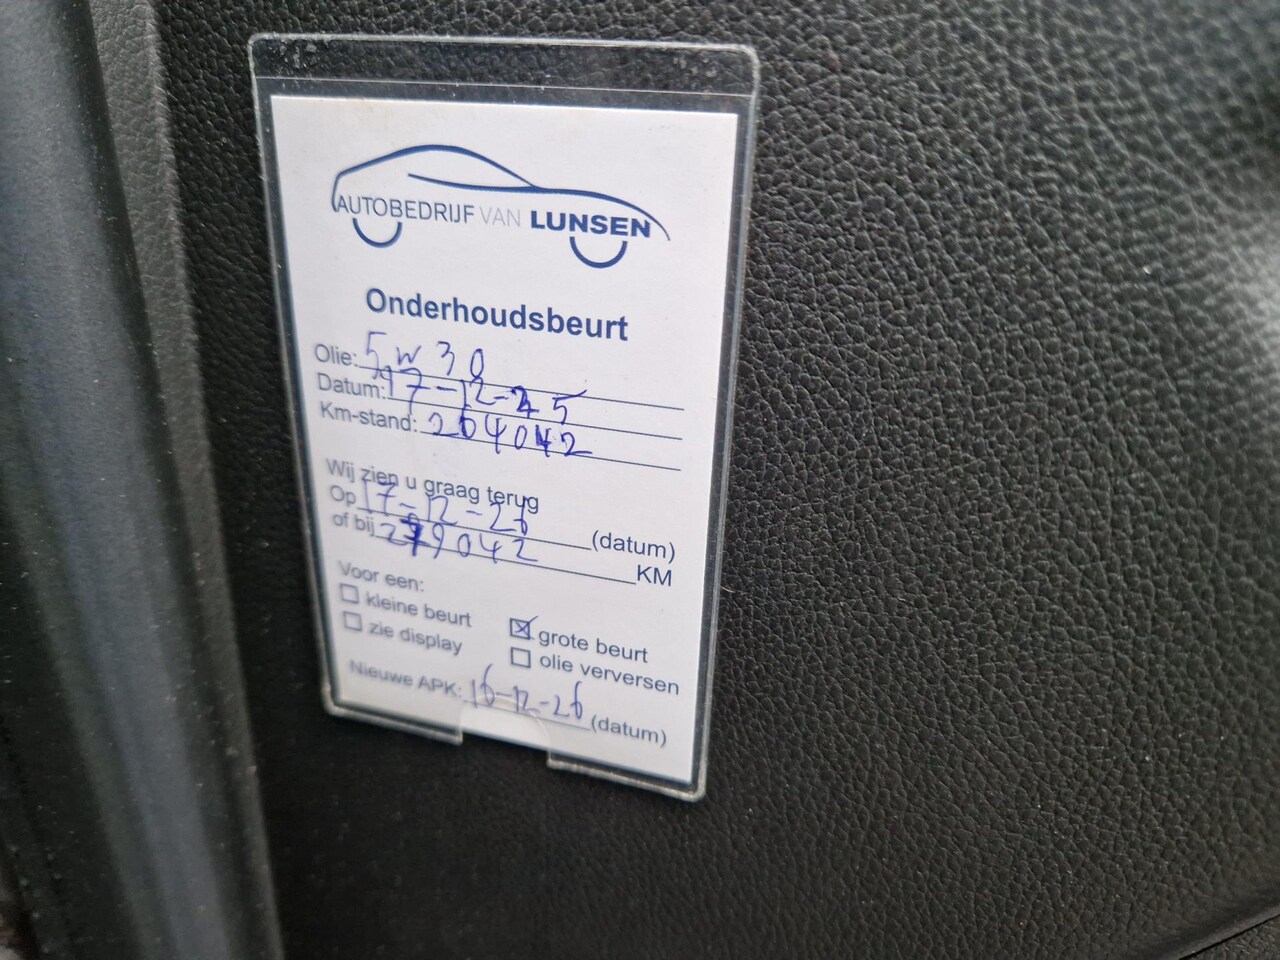 AUTOBEDRIJF VAN LUNSEN
Onderhoudsbeurt
Olie: 5w30
Datum: 17-12-25
Km-stand: 264042
Wij zien u graag terug
Op 17-12-26 (datum)
of bij 279042 KM
Voor een:
kleine beurt grote beurt
zie display olie verversen
Nieuwe APK: 16-12-26 (datum)